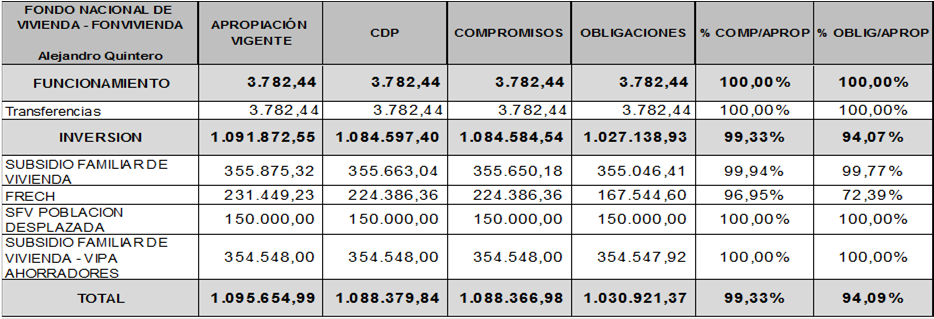 FONDO NACIONAL DE
VIVIENDA - FONVIVIENDA
Alejandro Quintero
APROPIACIÓN
VIGENTE
CDP
COMPROMISOS
OBLIGACIONES
% COMP/APROP
% OBLIG/APROP
FUNCIONAMIENTO 3.782,44 3.782,44 3.782,44 3.782,44 100,00% 100,00%
Transferencias 3.782,44 3.782,44 3.782,44 3.782,44 100,00% 100,00%
INVERSION 1.091.872,55 1.084.597,40 1.084.584,54 1.027.138,93 99,33% 94,07%
SUBSIDIO FAMILIAR DE
VIVIENDA 355.875,32 355.663,04 355.650,18 355.046,41 99,94% 99,77%
FRECH 231.449,23 224.386,36 224.386,36 167.544,60 96,95% 72,39%
SFV POBLACION
DESPLAZADA 150.000,00 150.000,00 150.000,00 150.000,00 100,00% 100,00%
SUBSIDIO FAMILIAR DE
VIVIENDA - VIPA 354.548,00 354.548,00 354.548,00 354.547,92 100,00% 100,00%
AHORRADORES
TOTAL 1.095.654,99 1.088.379,84 1.088.366,98 1.030.921,37 99,33% 94,09%